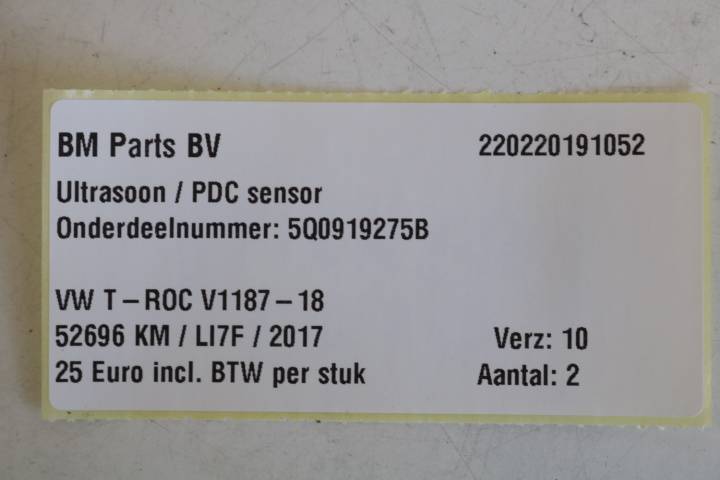 BM Parts BV 220220191052
Ultrasoon / PDC sensor
Onderdeelnummer: 5Q0919275B
VW T-ROC V1187-18
52696 KM / LI7F / 2017 Verz: 10
25 Euro incl. BTW per stuk Aantal: 2